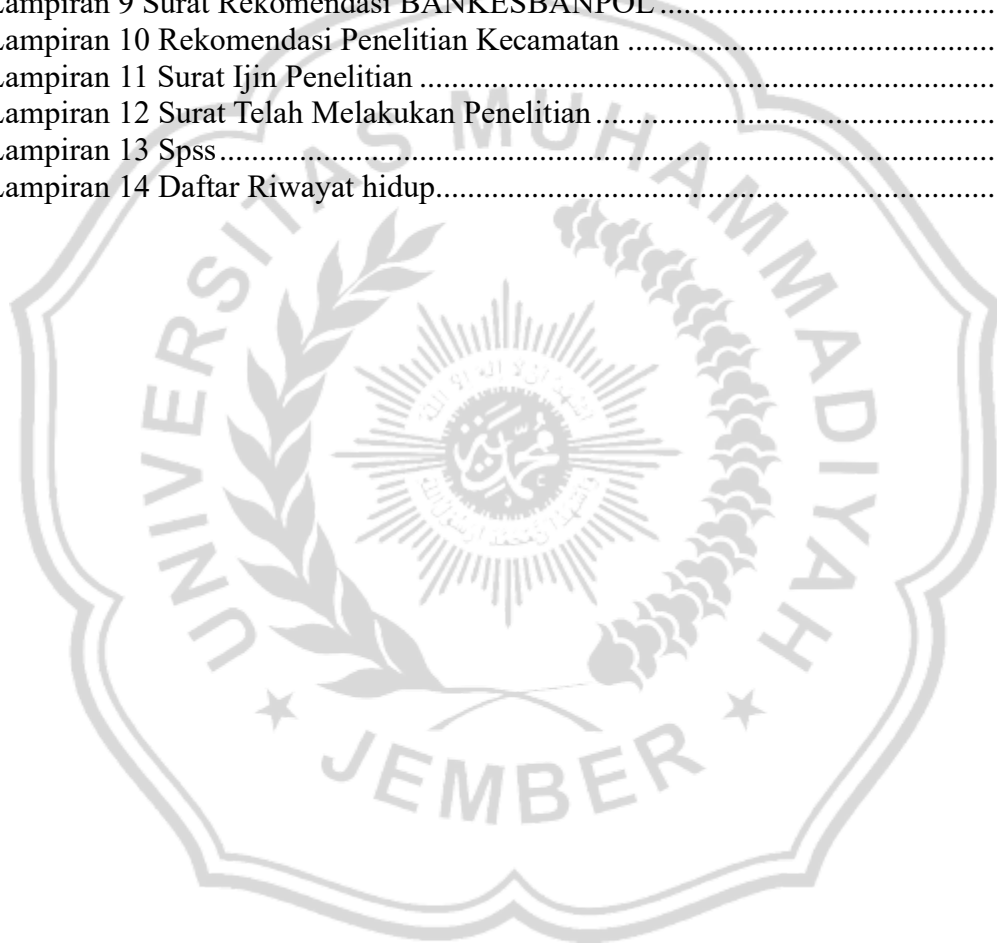 Lampiran 9 Surat Rekomendasi BANKESBANPOL
Lampiran 10 Rekomendasi Penelitian Kecamatan
Lampiran 11 Surat Ijin Penelitian
Lampiran 12 Surat Telah Melakukan Penelitian
Lampiran 13 Spss
Lampiran 14 Daftar Riwayat hidup
UNIVERSITAS MUHAMMADIYAH
JEMBER